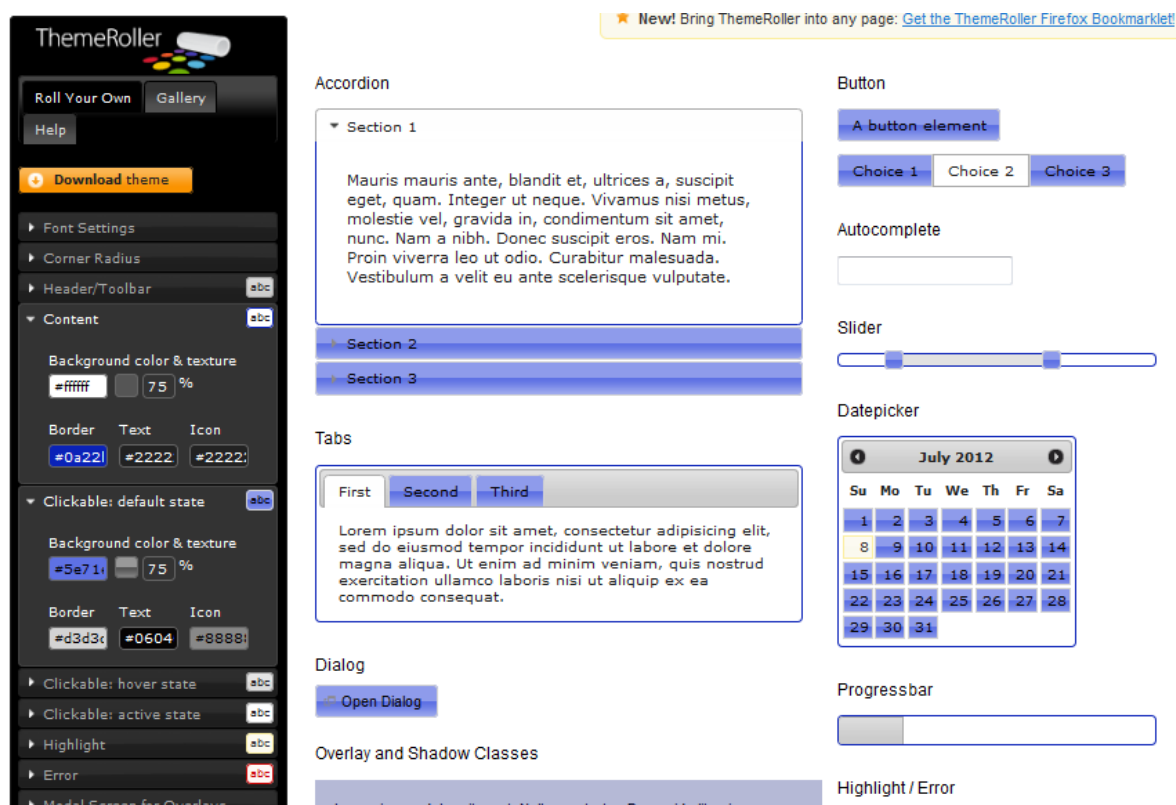 ThemeRoller
Roll Your Own
Gallery
Help
Download theme
Font Settings
Corner Radius
Header/Toolbar
abc
Content
abc
Background color & texture
#ffffff
75
%
Border
Text
Icon
#0a22
#2222
#2222
Clickable: default state
abc
Background color & texture
#5e71
75
%
Border
Text
Icon
#d3d3
#0604
#8888
Clickable: hover state
abc
Clickable: active state
abc
Highlight
abc
Error
abc
New! Bring ThemeRoller into any page: Get the ThemeRoller Firefox Bookmarklet!
Accordion
Section 1
Mauris mauris ante, blandit et, ultrices a, suscipit
eget, quam. Integer ut neque. Vivamus nisi metus,
molestie vel, gravida in, condimentum sit amet,
nunc. Nam a nibh. Donec suscipit eros. Nam mi.
Proin viverra leo ut odio. Curabitur malesuada.
Vestibulum a velit eu ante scelerisque vulputate.
Section 2
Section 3
Tabs
First
Second
Third
Lorem ipsum dolor sit amet, consectetur adipisicing elit,
sed do eiusmod tempor incididunt ut labore et dolore
magna aliqua. Ut enim ad minim veniam, quis nostrud
exercitation ullamco laboris nisi ut aliquip ex ea
commodo consequat.
Dialog
Open Dialog
Overlay and Shadow Classes
Button
A button element
Choice 1
Choice 2
Choice 3
Autocomplete
Slider
Datepicker
July 2012
Su Mo Tu We Th Fr Sa
1 2 3 4 5 6 7
8 9 10 11 12 13 14
15 16 17 18 19 20 21
22 23 24 25 26 27 28
29 30 31
Progressbar
Highlight / Error